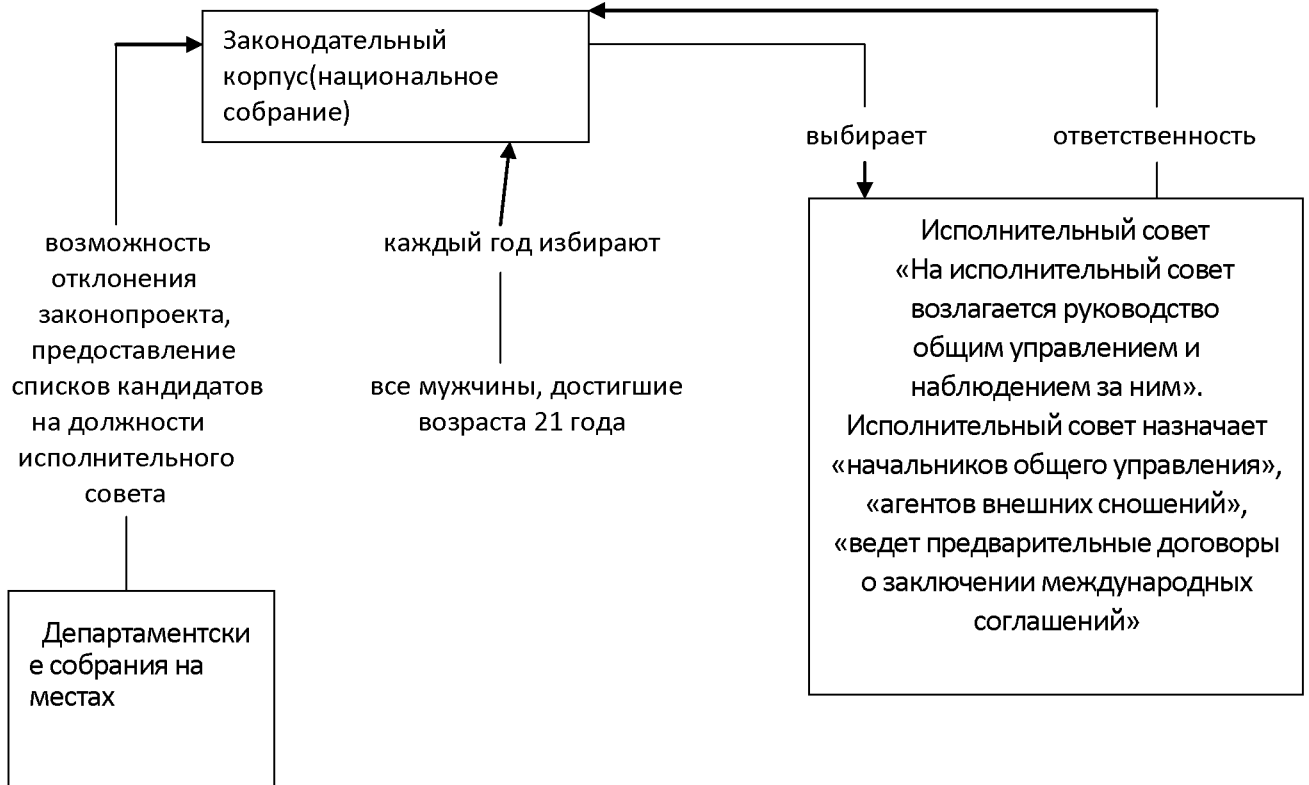 Законодательный
корпус(национальное
собрание)
выбирает
ответственность
возможность
отклонения
законопроекта,
предоставление
списков кандидатов
на должности
исполнительного
совета
каждый год избирают
все мужчины, достигшие
возраста 21 года
Исполнительный совет
«На исполнительный совет
возлагается руководство
общим управлением и
наблюдением за ним».
Исполнительный совет назначает
«начальников общего управления»,
«агентов внешних сношений»,
«ведет предварительные договоры
о заключении международных
соглашений»
Департаментски
е собрания на
местах